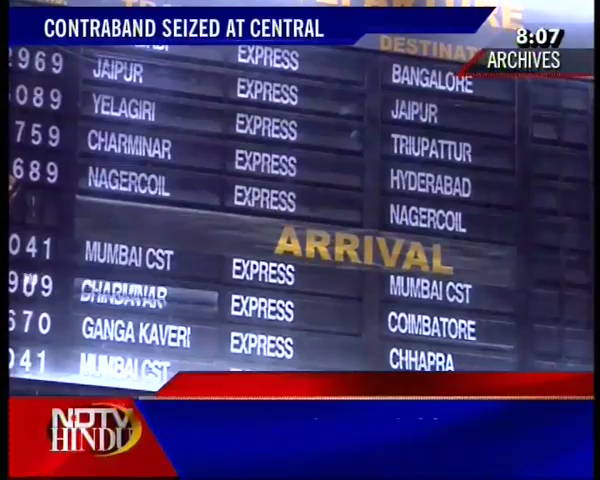 CONTRABAND SEIZED AT CENTRAL
8:07
ARCHIVES
DESTINAT
2969 JAIPUR EXPRESS BANGALORE
089 YELAGIRI EXPRESS JAIPUR
759 CHARMINAR EXPRESS TRIUPATTUR
689 NAGERCOIL EXPRESS HYDERABAD
EXPRESS NAGERCOIL
ARRIVAL
041 MUMBAI CST EXPRESS MUMBAI CST
EXPRESS COIMBATORE
670 GANGA KAVERI EXPRESS CHHAPRA
041 MUMBAI CST
NDTV
HINDU